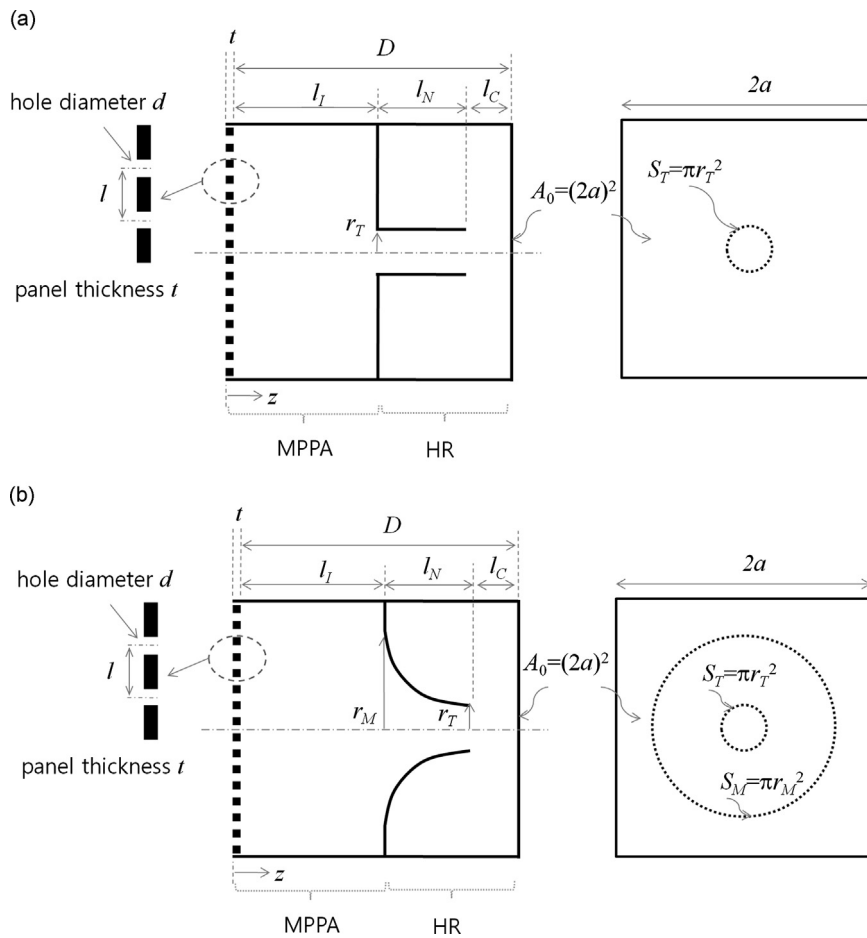 (a)
t
D
l_I
l_N
l_C
2a
hole diameter d
l
r_T
A_0=(2a)^2
S_T=πr_T^2
panel thickness t
z
MPPA
HR
(b)
t
D
l_I
l_N
l_C
2a
hole diameter d
l
r_M
r_T
A_0=(2a)^2
S_T=πr_T^2
S_M=πr_M^2
panel thickness t
z
MPPA
HR